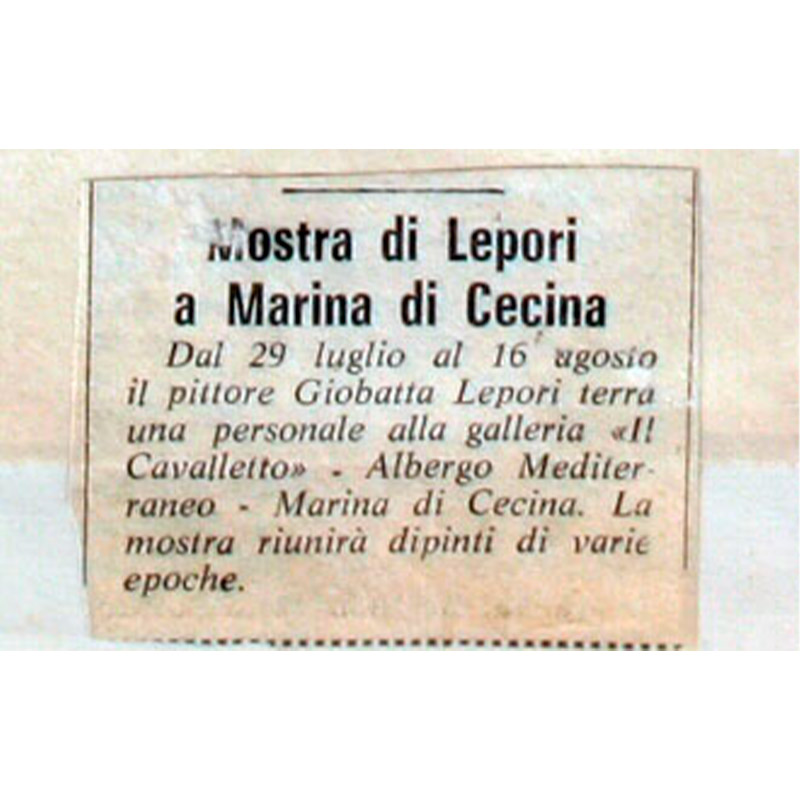 Mostra di Lepori
a Marina di Cecina
Dal 29 luglio al 16 agosto
il pittore Giobatta Lepori terrà
una personale alla galleria «Il
Cavalletto» - Albergo Mediter-
raneo - Marina di Cecina. La
mostra riunirà dipinti di varie
epoche.